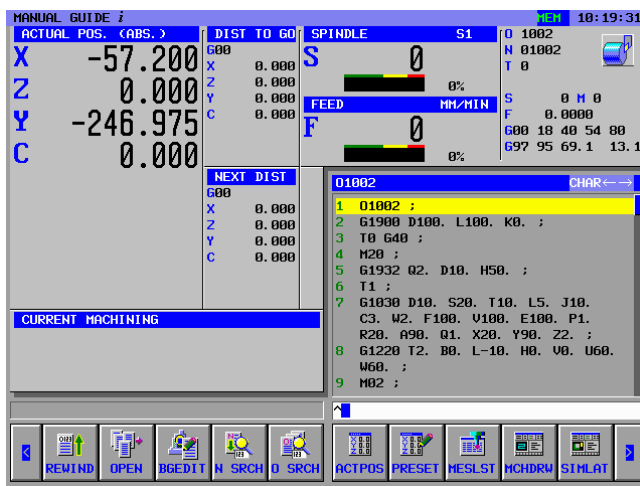 MANUAL GUIDE i
MEM 10:19:31
ACTUAL POS. (ABS.)
X -57.200
Z 0.000
Y -246.975
C 0.000
DIST TO GO
G00
X 0.000
Z 0.000
Y 0.000
C 0.000
SPINDLE S1
S 0
0%
FEED MM/MIN
F 0
0%
O 1002
N 01002
T 0
S 0 M 0
F 0.0000
G00 18 40 54 80
G97 95 69.1 13.1
NEXT DIST
G00
X 0.000
Z 0.000
Y 0.000
C 0.000
CURRENT MACHINING
O1002 CHAR←→
1 O1002 ;
2 G1900 D100. L100. K0. ;
3 T0 G40 ;
4 M20 ;
5 G1932 Q2. D10. H50. ;
6 T1 ;
7 G1030 D10. S20. T10. L5. J10.
C3. W2. F100. V100. E100. P1.
R20. A90. Q1. X20. Y90. Z2. ;
8 G1220 T2. B0. L-10. H0. V0. U60.
W60. ;
9 M02 ;
^
< REWIND OPEN BGEDIT N SRCH O SRCH ACTPOS PRESET MESLST MCHDRW SIMLAT >